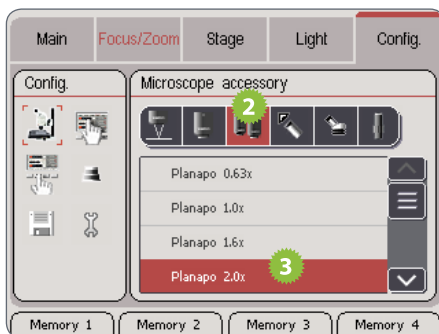 Main Focus/Zoom Stage Light Config.
Config.
Microscope accessory
2
Planapo 0.63x
Planapo 1.0x
Planapo 1.6x
Planapo 2.0x
3
Memory 1 Memory 2 Memory 3 Memory 4